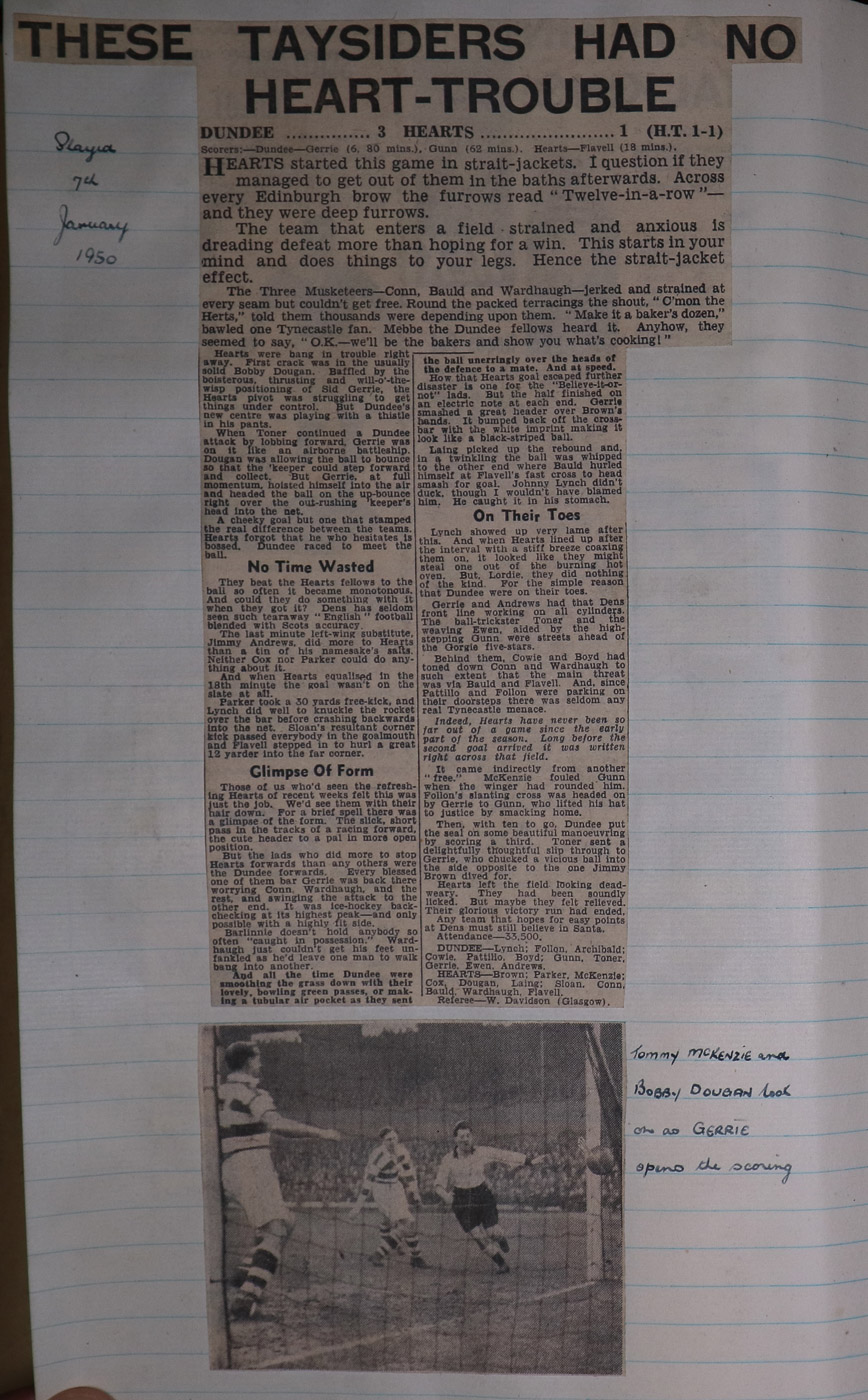 THESE TAYSIDERS HAD NO
HEART-TROUBLE
Played
7th
January
1950
DUNDEE .............. 3 HEARTS ....................... 1 (H.T. 1-1)
Scorers:—Dundee—Gerrie (6, 80 mins.), Gunn (62 mins.). Hearts—Flavell (18 mins.).
HEARTS started this game in strait-jackets. I question if they
managed to get out of them in the baths afterwards. Across
every Edinburgh brow the furrows read "Twelve-in-a-row"—
and they were deep furrows.
The team that enters a field strained and anxious is
dreading defeat more than hoping for a win. This starts in your
mind and does things to your legs. Hence the strait-jacket
effect.
The Three Musketeers—Conn, Bauld and Wardhaugh—jerked and strained at
every seam but couldn't get free. Round the packed terracings the shout, "C'mon the
Herts," told them thousands were depending upon them. "Make it a baker's dozen,"
bawled one Tynecastle fan. Mebbe the Dundee fellows heard it. Anyhow, they
seemed to say, "O.K.—we'll be the bakers and show you what's cooking!"
Hearts were bang in trouble right
away. First crack was in the usually
solid Bobby Dougan. Baffled by the
boisterous, thrusting and will-o'-the-
wisp positioning of Sid Gerrie, the
Hearts pivot was struggling to get
things under control. But Dundee's
new centre was playing with a thistle
in his pants.
When Toner continued a Dundee
attack by lobbing forward, Gerrie was
on it like an airborne battleship.
Dougan was allowing the ball to bounce
so that the 'keeper could step forward
and collect. But Gerrie, at full
momentum, hoisted himself into the air
and headed the ball on the up-bounce
right over the out-rushing 'keeper's
head into the net.
A cheeky goal but one that stamped
the real difference between the teams.
Hearts forgot that he who hesitates is
bossed. Dundee raced to meet the
ball.
No Time Wasted
They beat the Hearts fellows to the
ball so often it became monotonous.
And could they do something with it
when they got it? Dens has seldom
seen such tearaway "English" football
blended with Scots accuracy.
The last minute left-wing substitute,
Jimmy Andrews, did more to Hearts
than a tin of his namesake's salts.
Neither Cox nor Parker could do any-
thing about it.
And when Hearts equalised in the
18th minute the goal wasn't on the
slate at all.
Parker took a 30 yards free-kick, and
Lynch did well to knuckle the rocket
over the bar before crashing backwards
into the net. Sloan's resultant corner
kick passed everybody in the goalmouth
and Flavell stepped in to hurl a great
12 yarder into the far corner.
Glimpse Of Form
Those of us who'd seen the refresh-
ing Hearts of recent weeks felt this was
just the job. We'd see them with their
hair down. For a brief spell there was
a glimpse of the form. The slick, short
pass in the tracks of a racing forward,
the cute header to a pal in more open
position.
But the lads who did more to stop
Hearts forwards than any others were
the Dundee forwards. Every blessed
one of them bar Gerrie was back there
worrying Conn, Wardhaugh, and the
rest, and swinging the attack to the
other end. It was ice-hockey back-
checking at its highest peak—and only
possible with a highly fit side.
Barlinnie doesn't hold anybody so
often "caught in possession." Ward-
haugh just couldn't get his feet un-
fankled as he'd leave one man to walk
bang into another.
And all the time Dundee were
smoothing the grass down with their
lovely, bowling green passes, or mak-
ing a tubular air pocket as they sent
the ball unerringly over the heads of
the defence to a mate. And at speed.
How that Hearts goal escaped further
disaster is one for the "Believe-it-or-
not" lads. But the half finished on
an electric note at each end. Gerrie
smashed a great header over Brown's
hands. It bumped back off the cross-
bar with the white imprint making it
look like a black-striped ball.
Laing picked up the rebound and,
in a twinkling the ball was whipped
to the other end where Bauld hurled
himself at Flavell's fast cross to head
smash for goal. Johnny Lynch didn't
duck, though I wouldn't have blamed
him. He caught it in his stomach.
On Their Toes
Lynch showed up very lame after
this. And when Hearts lined up after
the interval with a stiff breeze coaxing
them on, it looked like they might
steal one out of the burning hot
oven. But, Lordie, they did nothing
of the kind. For the simple reason
that Dundee were on their toes.
Gerrie and Andrews had that Dens
front line working on all cylinders.
The ball-trickster Toner and the
weaving Ewen, aided by the high-
stepping Gunn were streets ahead of
the Gorgie five-stars.
Behind them, Cowie and Boyd had
toned down Conn and Wardhaugh to
such extent that the main threat
was via Bauld and Flavell. And, since
Pattillo and Follon were parking on
their doorsteps there was seldom any
real Tynecastle menace.
Indeed, Hearts have never been so
far out of a game since the early
part of the season. Long before the
second goal arrived it was written
right across that field.
It came indirectly from another
"free." McKenzie fouled Gunn
when the winger had rounded him.
Follon's slanting cross was headed on
by Gerrie to Gunn, who lifted his hat
to justice by smacking home.
Then, with ten to go, Dundee put
the seal on some beautiful manoeuvring
by scoring a third. Toner sent a
delightfully thoughtful slip through to
Gerrie, who chucked a vicious ball into
the side opposite to the one Jimmy
Brown dived for.
Hearts left the field looking dead-
weary. They had been soundly
licked. But maybe they felt relieved.
Their glorious victory run had ended.
Any team that hopes for easy points
at Dens must still believe in Santa.
Attendance—33,500.
DUNDEE—Lynch; Follon, Archibald;
Cowie, Pattillo, Boyd; Gunn, Toner,
Gerrie, Ewen, Andrews.
HEARTS—Brown; Parker, McKenzie;
Cox, Dougan, Laing; Sloan, Conn,
Bauld, Wardhaugh, Flavell.
Referee—W. Davidson (Glasgow).
Tommy McKENZIE and
BOBBY DOUGAN look
on as GERRIE
opens the scoring